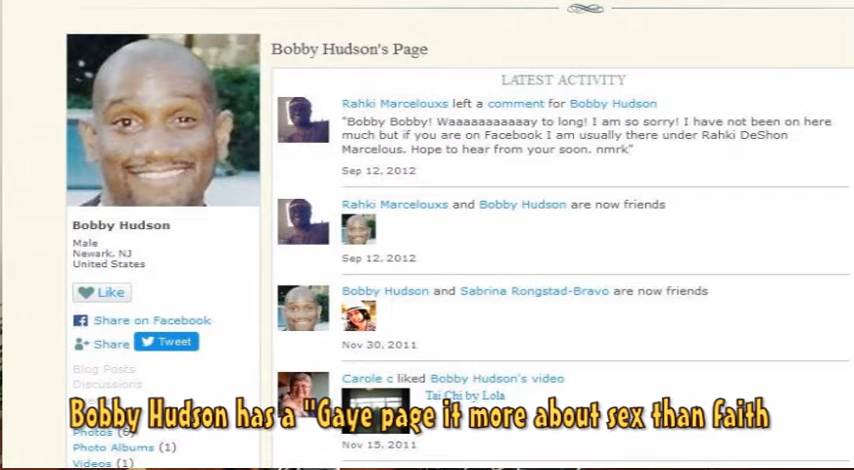 Bobby Hudson's Page
LATEST ACTIVITY
Rahki Marcelouxs left a comment for Bobby Hudson
"Bobby Bobby! Waaaaaaaaaaay to long! I am so sorry! I have not been on here
much but if you are on Facebook I am usually there under Rahki DeShon
Marcelous. Hope to hear from your soon. nmrk"
Sep 12, 2012
Rahki Marcelouxs and Bobby Hudson are now friends
Sep 12, 2012
Bobby Hudson and Sabrina Rongstad-Bravo are now friends
Nov 30, 2011
Carole c liked Bobby Hudson's video
Tai Chi by Lola
Nov 15, 2011
Bobby Hudson
Male
Newark, NJ
United States
Like
Share on Facebook
Share Tweet
Blog Posts
Discussions
Bobby Hudson has a "Gaye page it more about sex than faith
Photos
Photo Albums (1)
Videos (1)